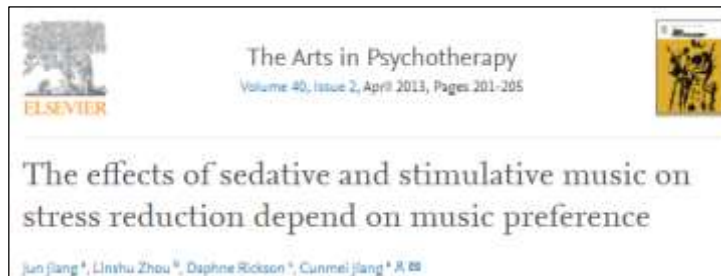 The Arts in Psychotherapy
Volume 40, Issue 2, April 2013, Pages 201-205
ELSEVIER
The effects of sedative and stimulative music on
stress reduction depend on music preference
Jun Jiang ᵃ, Linshu Zhou ᵇ, Daphne Rickson ᶜ, Cunmei Jiang ᵃ